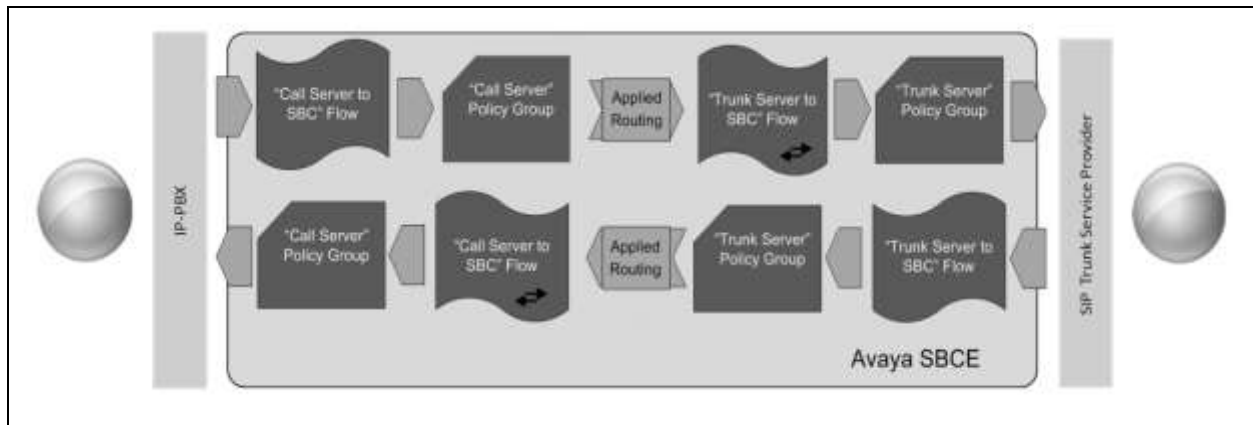 IP-PBX
"Call Server to
SBC" Flow
"Call Server"
Policy Group
Applied
Routing
"Trunk Server to
SBC" Flow
"Trunk Server"
Policy Group
"Call Server"
Policy Group
"Call Server to
SBC" Flow
Applied
Routing
"Trunk Server"
Policy Group
"Trunk Server to
SBC" Flow
SIP Trunk Service Provider
Avaya SBCE